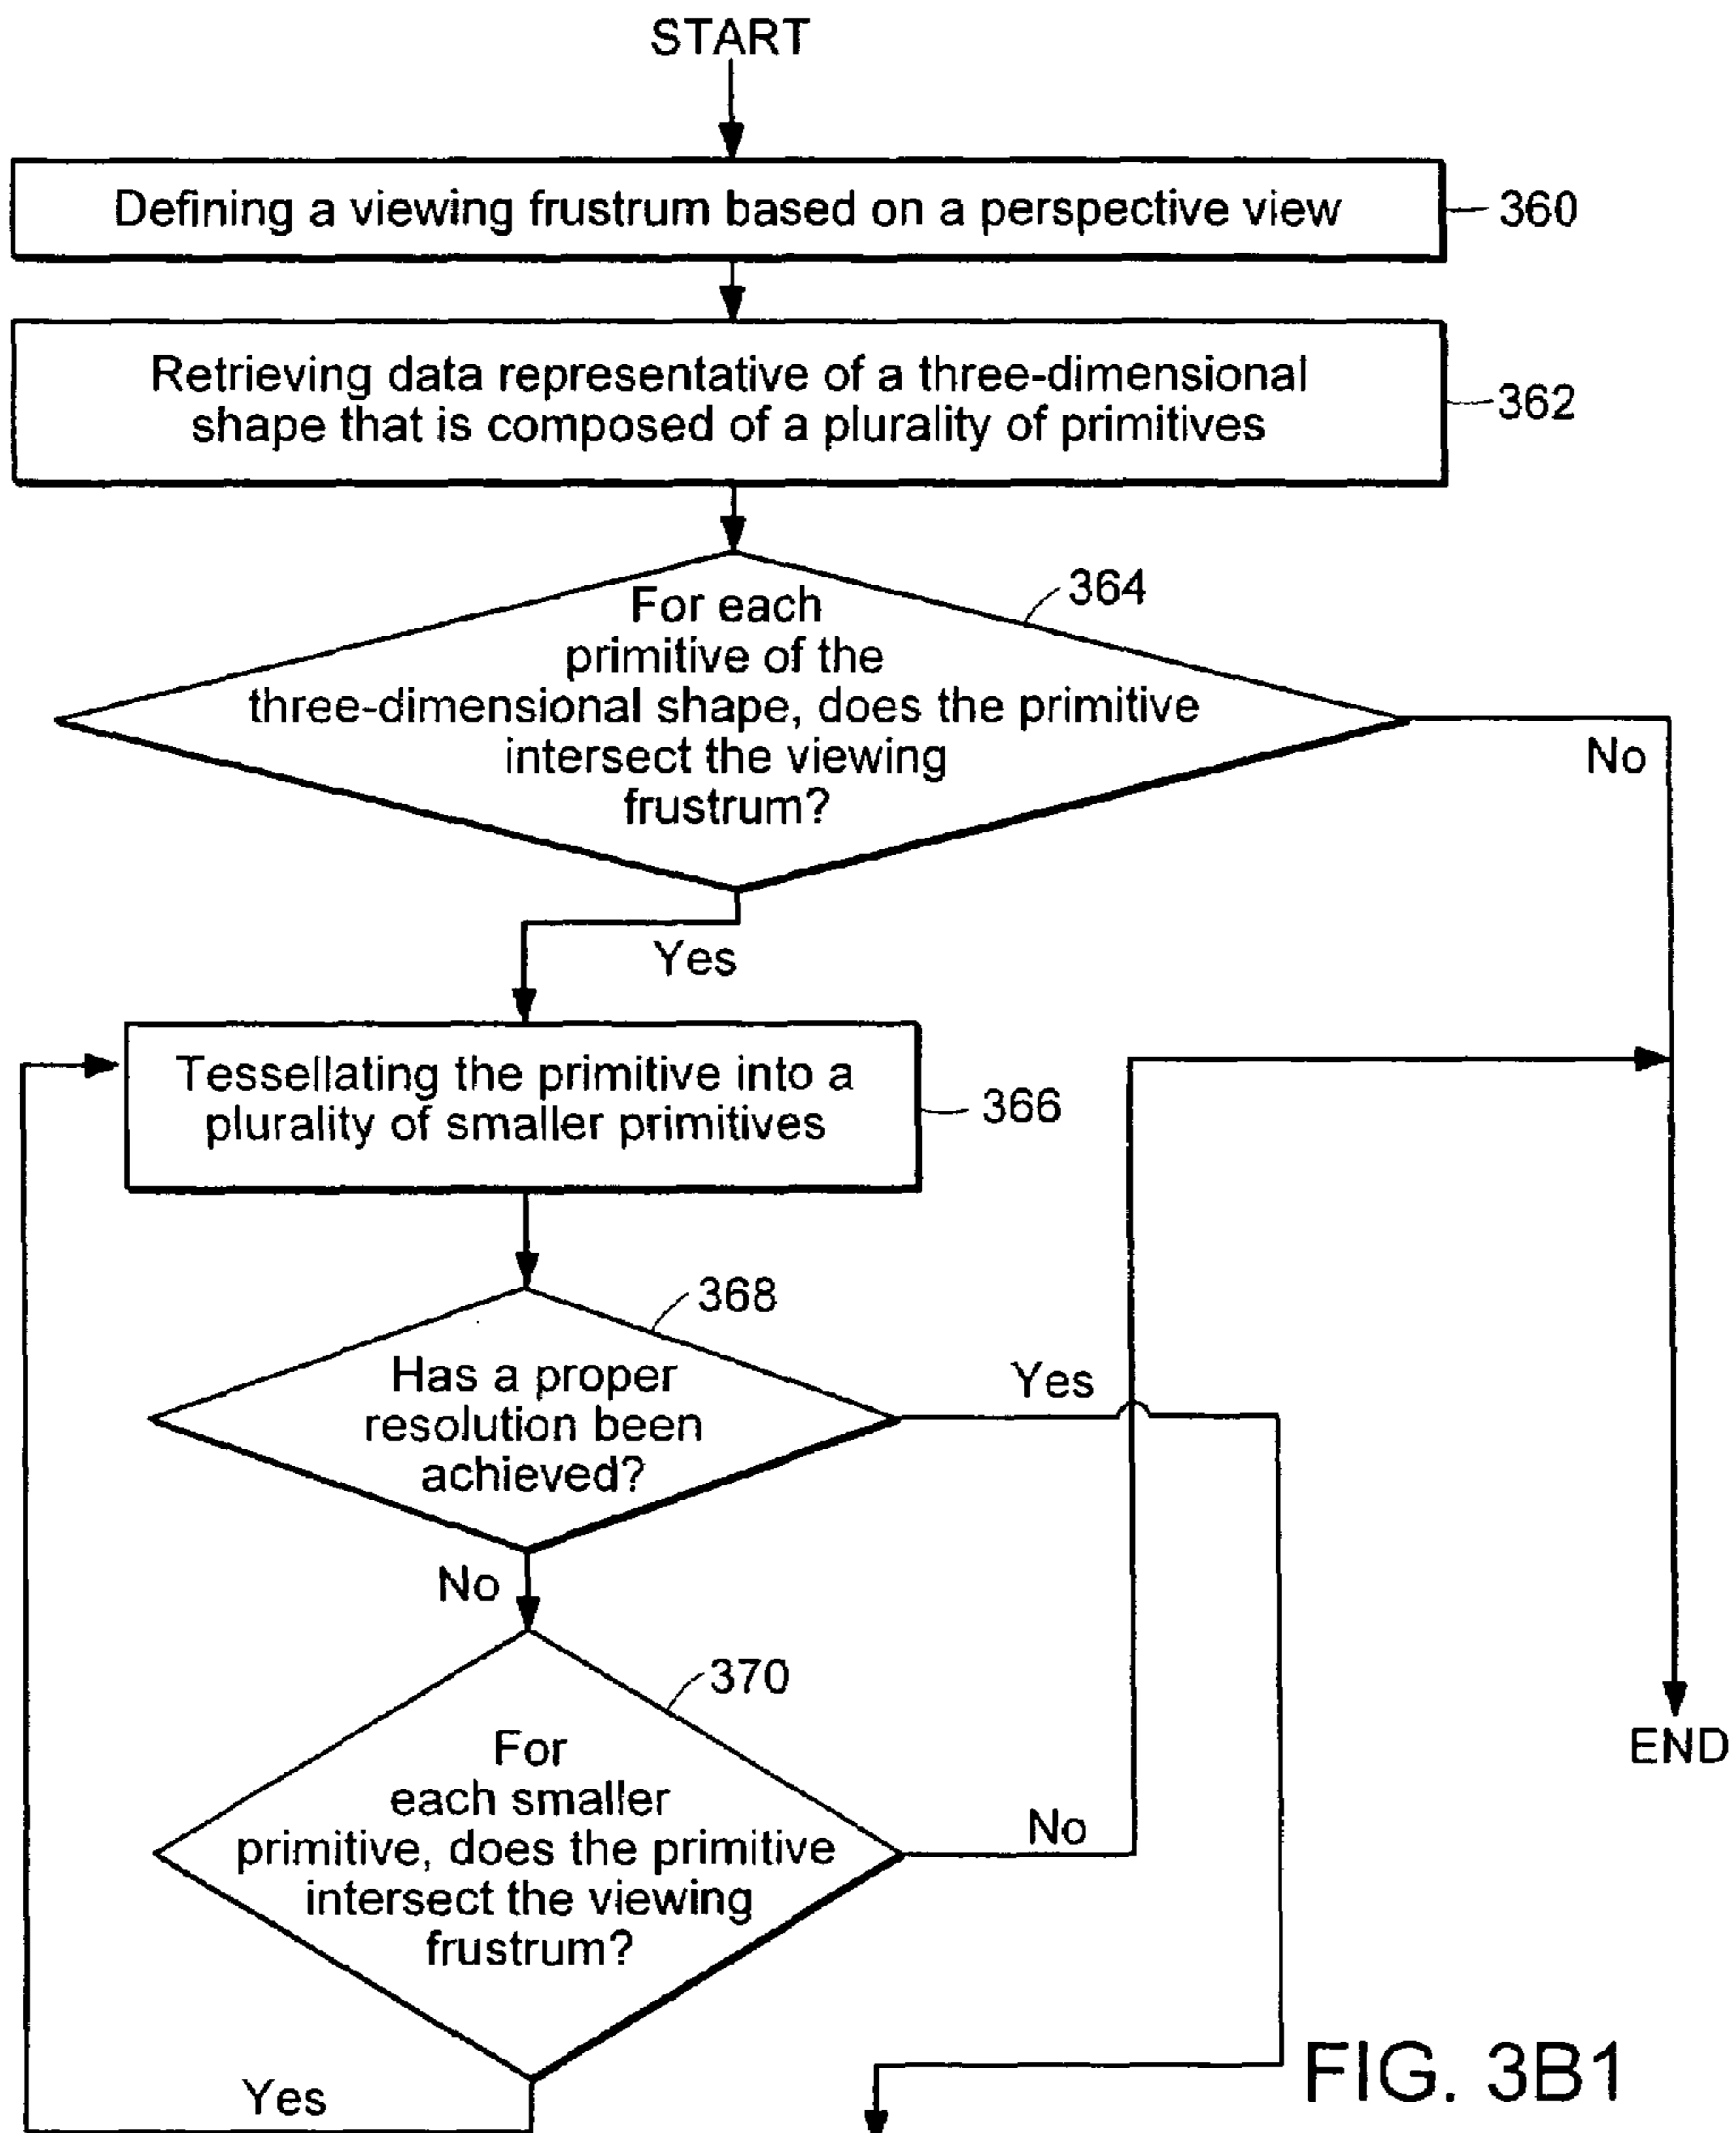 START
Defining a viewing frustrum based on a perspective view
360
Retrieving data representative of a three-dimensional
shape that is composed of a plurality of primitives
362
364
For each
primitive of the
three-dimensional shape, does the primitive
intersect the viewing
frustrum?
No
Yes
Tessellating the primitive into a
plurality of smaller primitives
366
368
Has a proper
resolution been
achieved?
Yes
No
370
For
each smaller
primitive, does the primitive
intersect the viewing
frustrum?
No
END
Yes
FIG. 3B1